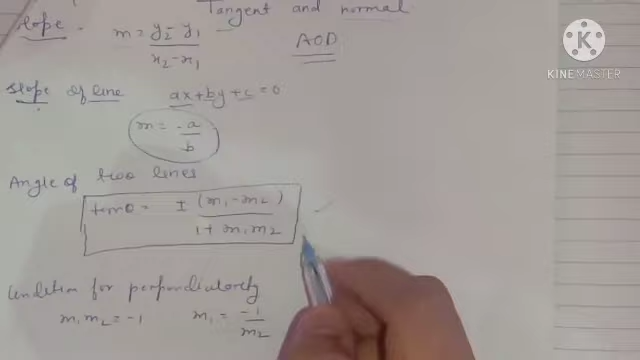 Tangent and normal
slope. m = y₂ - y₁ / x₂ - x₁
AOD
KINEMASTER
slope of line ax + by + c = 0
m = -a / b
Angle of two lines
tanθ = ± (m₁ - m₂) / 1 + m₁m₂
Condition for
m₁m₂ = -1 m₁ = -1 / m₂